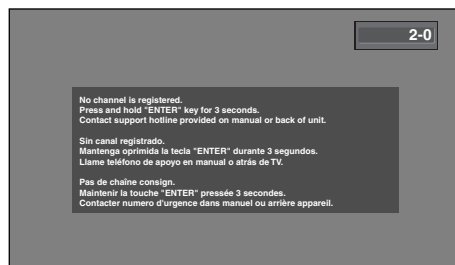 2-0
No channel is registered.
Press and hold "ENTER" key for 3 seconds.
Contact support hotline provided on manual or back of unit.
Sin canal registrado.
Mantenga oprimida la tecla "ENTER" durante 3 segundos.
Llame teléfono de apoyo en manual o atrás de TV.
Pas de chaîne consign.
Maintenir la touche "ENTER" pressée 3 secondes.
Contacter numero d'urgence dans manuel ou arrière appareil.